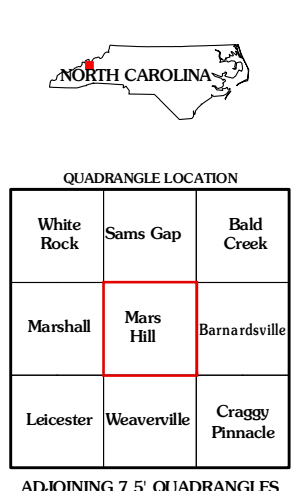 NORTH CAROLINA
QUADRANGLE LOCATION
White Rock
Sams Gap
Bald Creek
Marshall
Mars Hill
Barnardsville
Leicester
Weaverville
Craggy Pinnacle
ADJOINING 7.5' QUADRANGLES